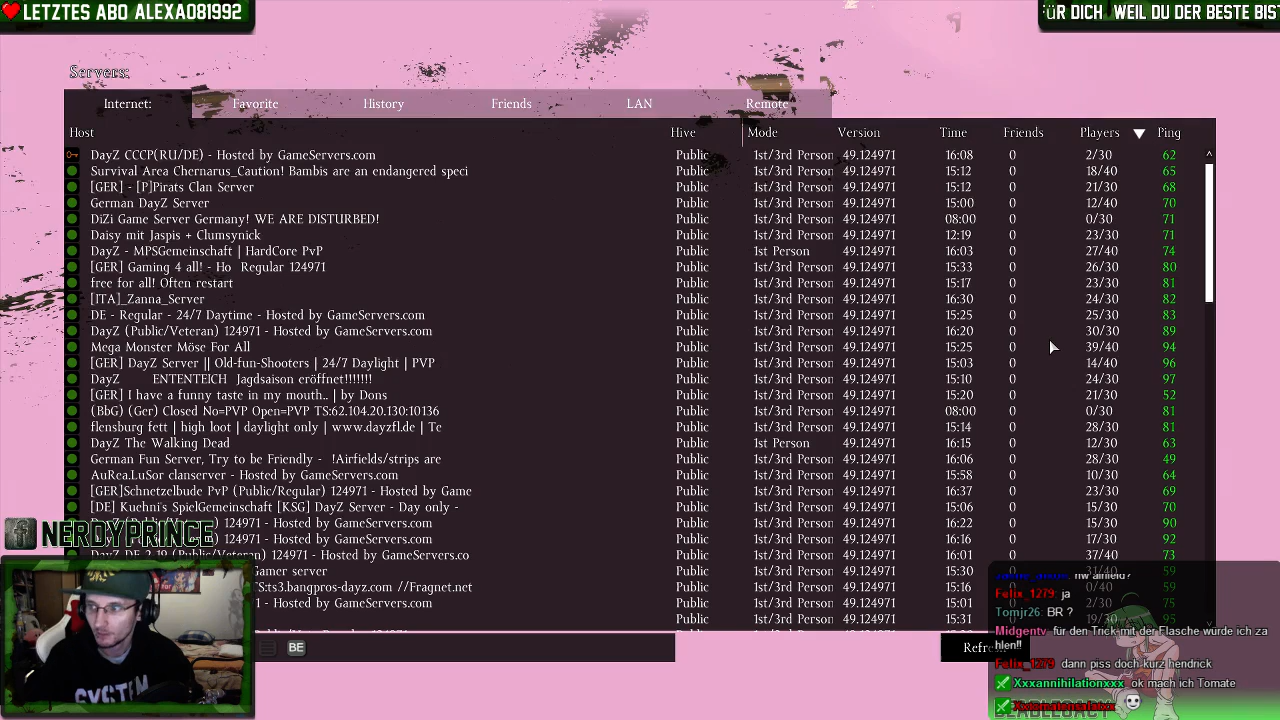 LETZTES ABO ALEXA081992
ÜR DICH WEIL DU DER BESTE BIS
Servers:
Internet: Favorite History Friends LAN Remote
Host Hive Mode Version Time Friends Players Ping
DayZ CCCP(RU/DE) - Hosted by GameServers.com Public 1st/3rd Person 49.124971 16:08 0 2/30 62
Survival Area Chernarus_Caution! Bambis are an endangered speci Public 1st/3rd Person 49.124971 15:12 0 18/40 65
[GER] - [P]Pirats Clan Server Public 1st/3rd Person 49.124971 15:12 0 21/30 68
German DayZ Server Public 1st/3rd Person 49.124971 15:00 0 12/40 70
DiZi Game Server Germany! WE ARE DISTURBED! Public 1st/3rd Person 49.124971 08:00 0 0/30 71
Daisy mit Jaspis + Clumsynick Public 1st/3rd Person 49.124971 12:19 0 23/30 71
DayZ - MPSGemeinschaft | HardCore PvP Public 1st Person 49.124971 16:03 0 27/40 74
[GER] Gaming 4 all! - Ho Regular 124971 Public 1st/3rd Person 49.124971 15:33 0 26/30 80
free for all! Often restart Public 1st/3rd Person 49.124971 15:17 0 23/30 81
[ITA]_Zanna_Server Public 1st/3rd Person 49.124971 16:30 0 24/30 82
DE - Regular - 24/7 Daytime - Hosted by GameServers.com Public 1st/3rd Person 49.124971 15:25 0 25/30 83
DayZ (Public/Veteran) 124971 - Hosted by GameServers.com Public 1st/3rd Person 49.124971 16:20 0 30/30 89
Mega Monster Möse For All Public 1st/3rd Person 49.124971 15:25 0 39/40 94
[GER] DayZ Server || Old-fun-Shooters | 24/7 Daylight | PVP Public 1st/3rd Person 49.124971 15:03 0 14/40 96
DayZ ENTENTEICH Jagdsaison eröffnet!!!!!!! Public 1st/3rd Person 49.124971 15:10 0 24/30 97
[GER] I have a funny taste in my mouth.. | by Dons Public 1st/3rd Person 49.124971 15:20 0 21/30 52
(BbG) (Ger) Closed No=PVP Open=PVP TS:62.104.20.130:10136 Public 1st/3rd Person 49.124971 08:00 0 0/30 81
flensburg fett | high loot | daylight only | www.dayzfl.de | Te Public 1st/3rd Person 49.124971 15:14 0 28/30 81
DayZ The Walking Dead Public 1st Person 49.124971 16:15 0 12/30 63
German Fun Server, Try to be Friendly - !Airfields/strips are Public 1st/3rd Person 49.124971 16:06 0 28/30 49
AuRea.LuSor clanserver - Hosted by GameServers.com Public 1st/3rd Person 49.124971 15:58 0 10/30 64
[GER]Schnetzelbude PvP (Public/Regular) 124971 - Hosted by Game Public 1st/3rd Person 49.124971 16:37 0 23/30 69
[DE] Kuehni's SpielGemeinschaft [KSG] DayZ Server - Day only - Public 1st/3rd Person 49.124971 15:06 0 15/30 70
124971 - Hosted by GameServers.com Public 1st/3rd Person 49.124971 16:22 0 15/30 90
NERDYPRINCE
124971 - Hosted by GameServers.com Public 1st/3rd Person 49.124971 16:16 0 17/30 92
DayZ DE 2-19 (Public/Veteran) 124971 - Hosted by GameServers.co Public 1st/3rd Person 49.124971 16:01 0 37/40 73
Gamer server Public 1st/3rd Person 49.124971 15:30 0 59
TS:ts3.bangpros-dayz.com //Fragnet.net Public 1st/3rd Person 49.124971 15:16 0 59
1 - Hosted by GameServers.com Public 1st/3rd Person 49.124971 15:01 0 2/30 75
Public 1st/3rd Person 49.124971 15:31 0 19/30 95
nw airfield?
Felix_1279: ja
Tomjr26: BR ?
Midgentv: für den Trick mit der Flasche würde ich za
hlen!!
Felix_1279: dann piss doch kurz hendrick
Xxxannihilationxxx: ok mach ich Tomate
BE
Refre
SYSTEM